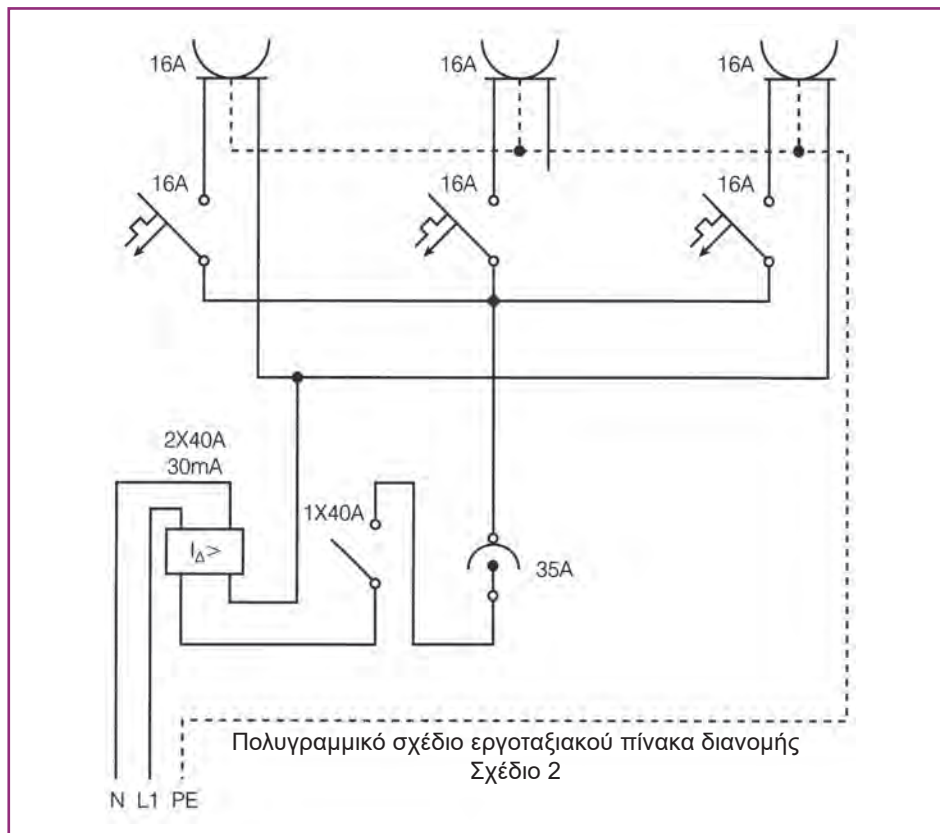 16A 16A 16A
16A 16A 16A
2X40A
30mA
1X40A
I∆>
35A
Πολυγραμμικό σχέδιο εργοταξιακού πίνακα διανομής
Σχέδιο 2
N L1 PE